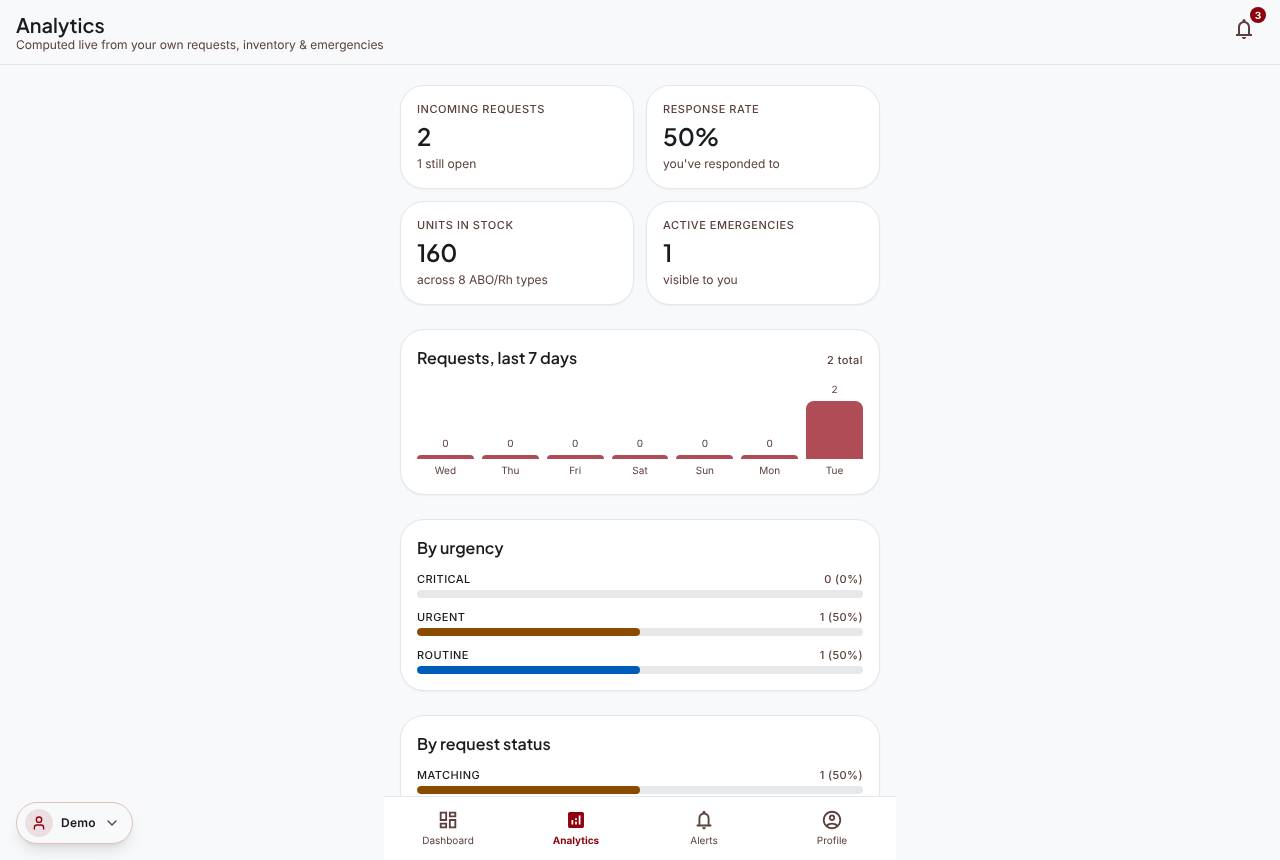 Analytics
Computed live from your own requests, inventory & emergencies
3
INCOMING REQUESTS
2
1 still open
RESPONSE RATE
50%
you've responded to
UNITS IN STOCK
160
across 8 ABO/Rh types
ACTIVE EMERGENCIES
1
visible to you
Requests, last 7 days
2 total
0
0
0
0
0
0
2
Wed
Thu
Fri
Sat
Sun
Mon
Tue
By urgency
CRITICAL
0 (0%)
URGENT
1 (50%)
ROUTINE
1 (50%)
By request status
MATCHING
1 (50%)
Demo
Dashboard
Analytics
Alerts
Profile